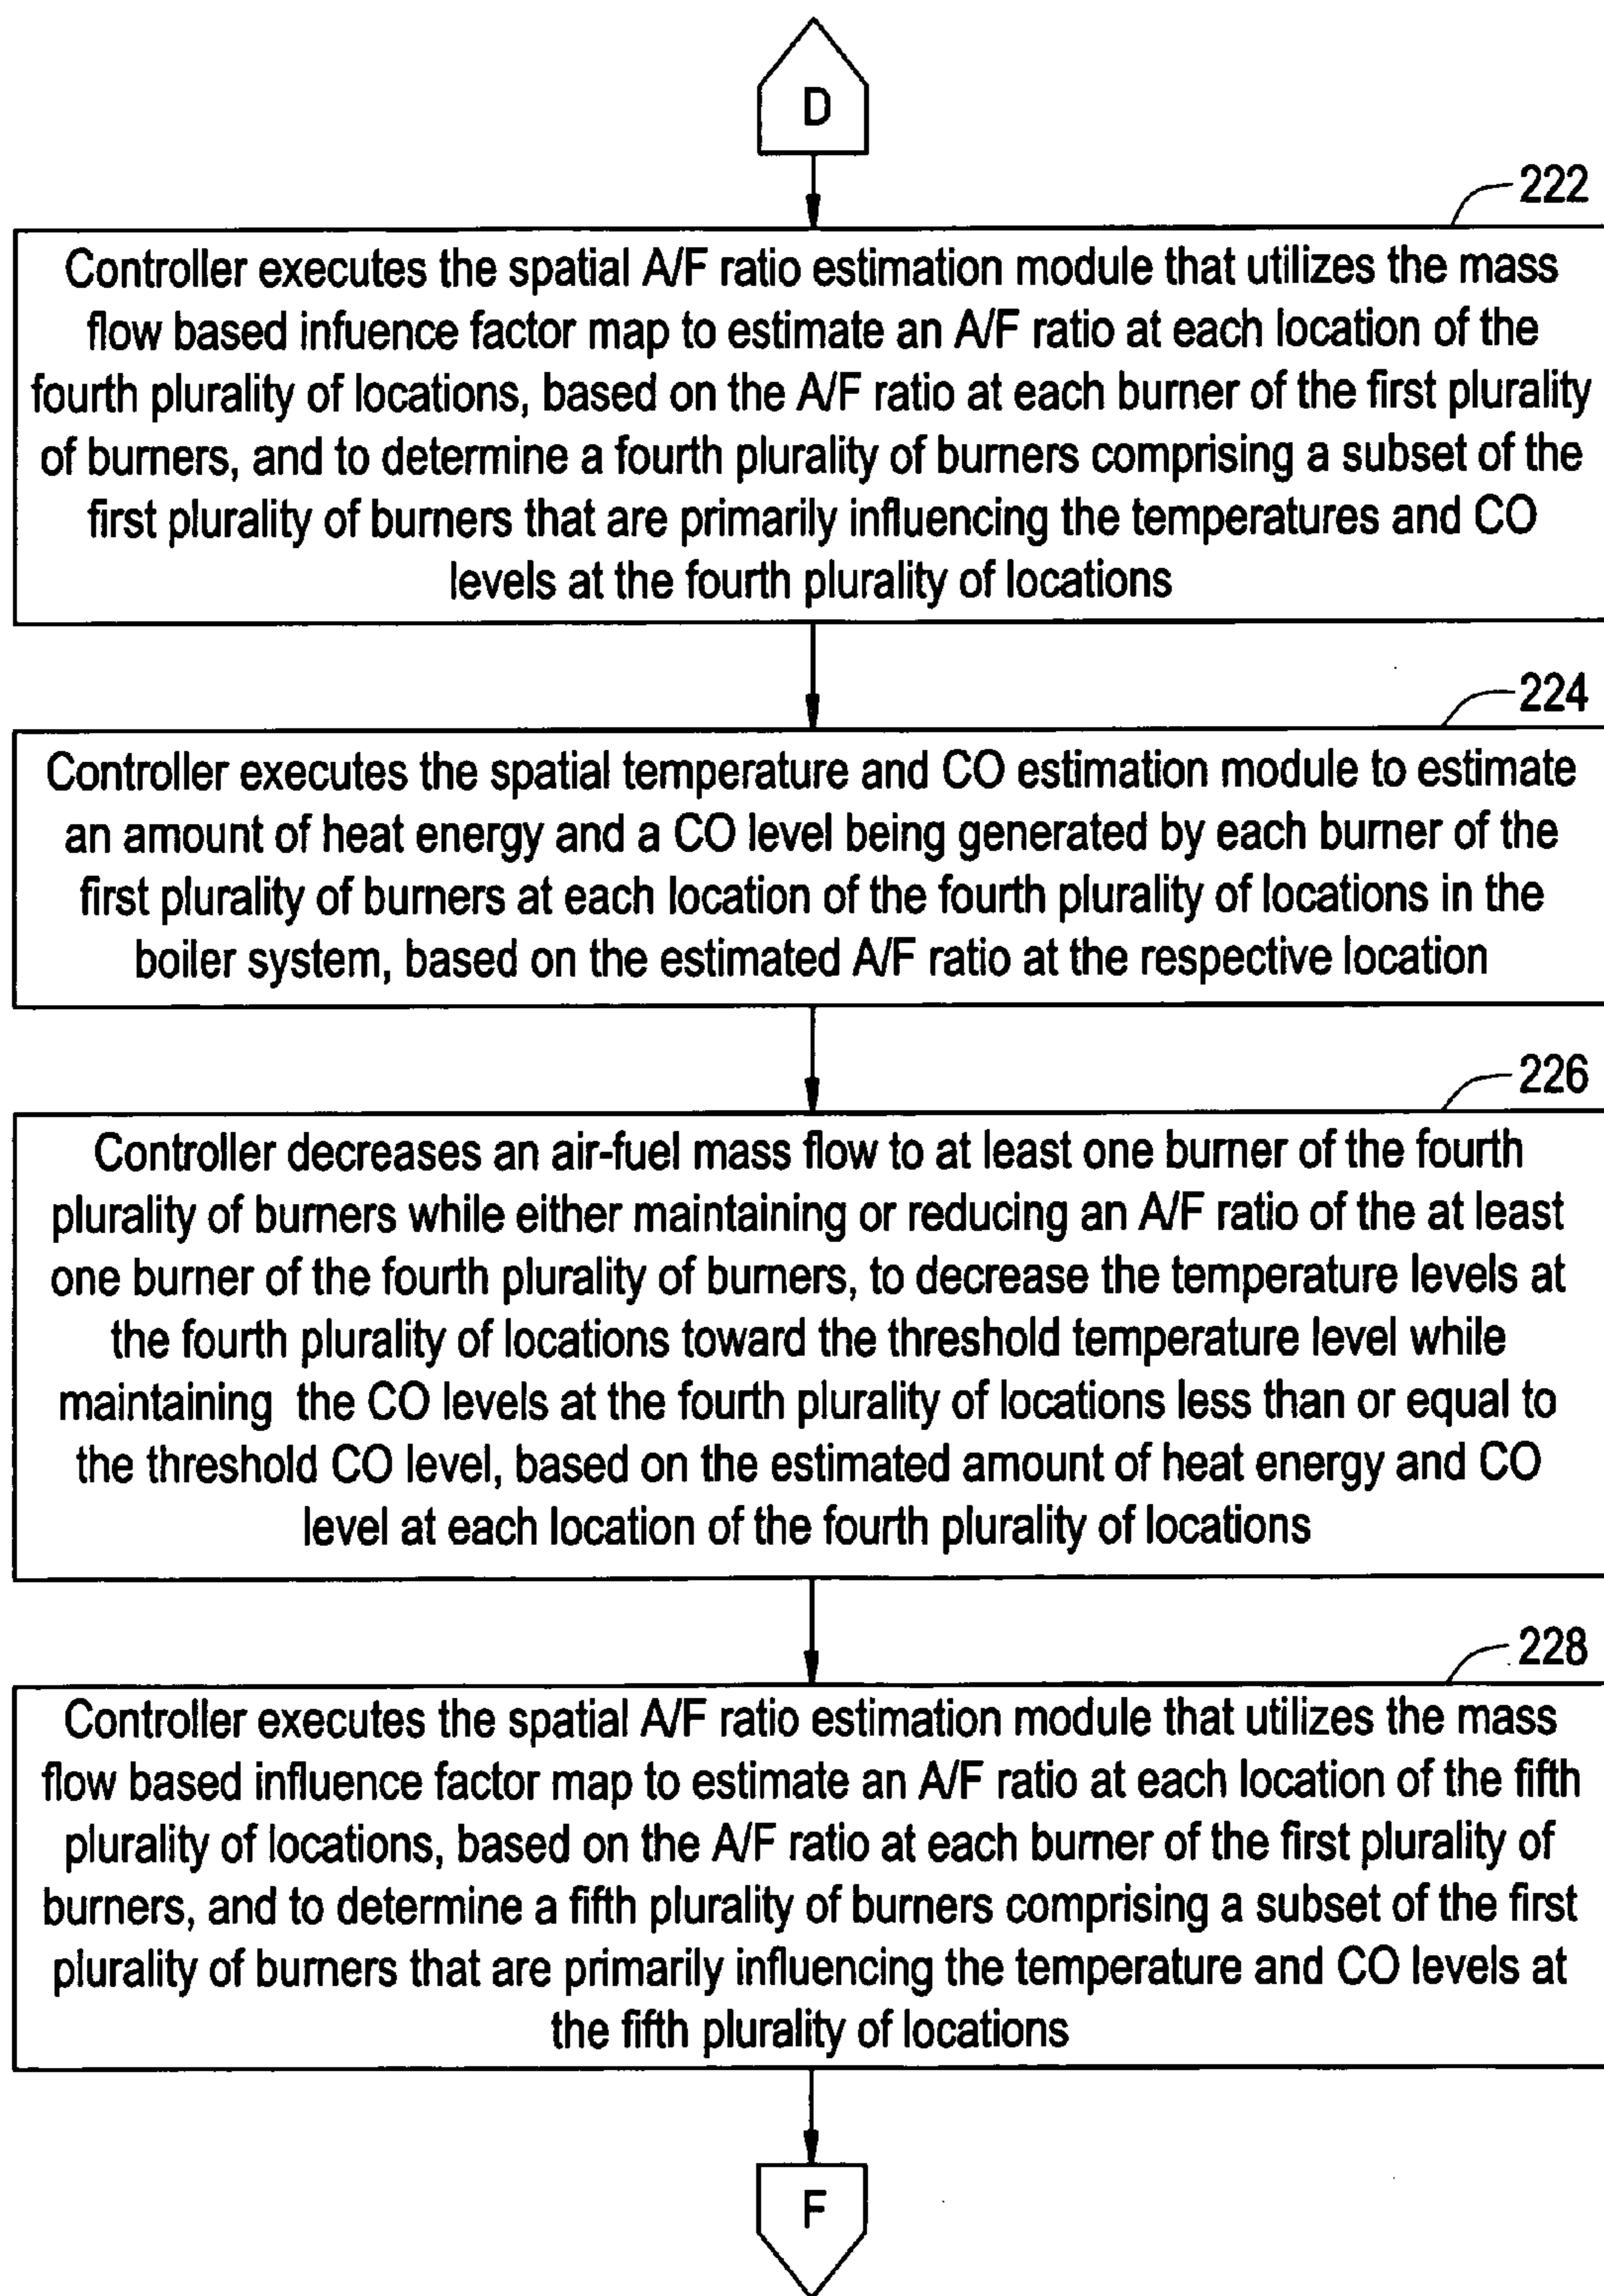 D
222
Controller executes the spatial A/F ratio estimation module that utilizes the mass
flow based infuence factor map to estimate an A/F ratio at each location of the
fourth plurality of locations, based on the A/F ratio at each burner of the first plurality
of burners, and to determine a fourth plurality of burners comprising a subset of the
first plurality of burners that are primarily influencing the temperatures and CO
levels at the fourth plurality of locations
224
Controller executes the spatial temperature and CO estimation module to estimate
an amount of heat energy and a CO level being generated by each burner of the
first plurality of burners at each location of the fourth plurality of locations in the
boiler system, based on the estimated A/F ratio at the respective location
226
Controller decreases an air-fuel mass flow to at least one burner of the fourth
plurality of burners while either maintaining or reducing an A/F ratio of the at least
one burner of the fourth plurality of burners, to decrease the temperature levels at
the fourth plurality of locations toward the threshold temperature level while
maintaining the CO levels at the fourth plurality of locations less than or equal to
the threshold CO level, based on the estimated amount of heat energy and CO
level at each location of the fourth plurality of locations
228
Controller executes the spatial A/F ratio estimation module that utilizes the mass
flow based influence factor map to estimate an A/F ratio at each location of the fifth
plurality of locations, based on the A/F ratio at each burner of the first plurality of
burners, and to determine a fifth plurality of burners comprising a subset of the first
plurality of burners that are primarily influencing the temperature and CO levels at
the fifth plurality of locations
F